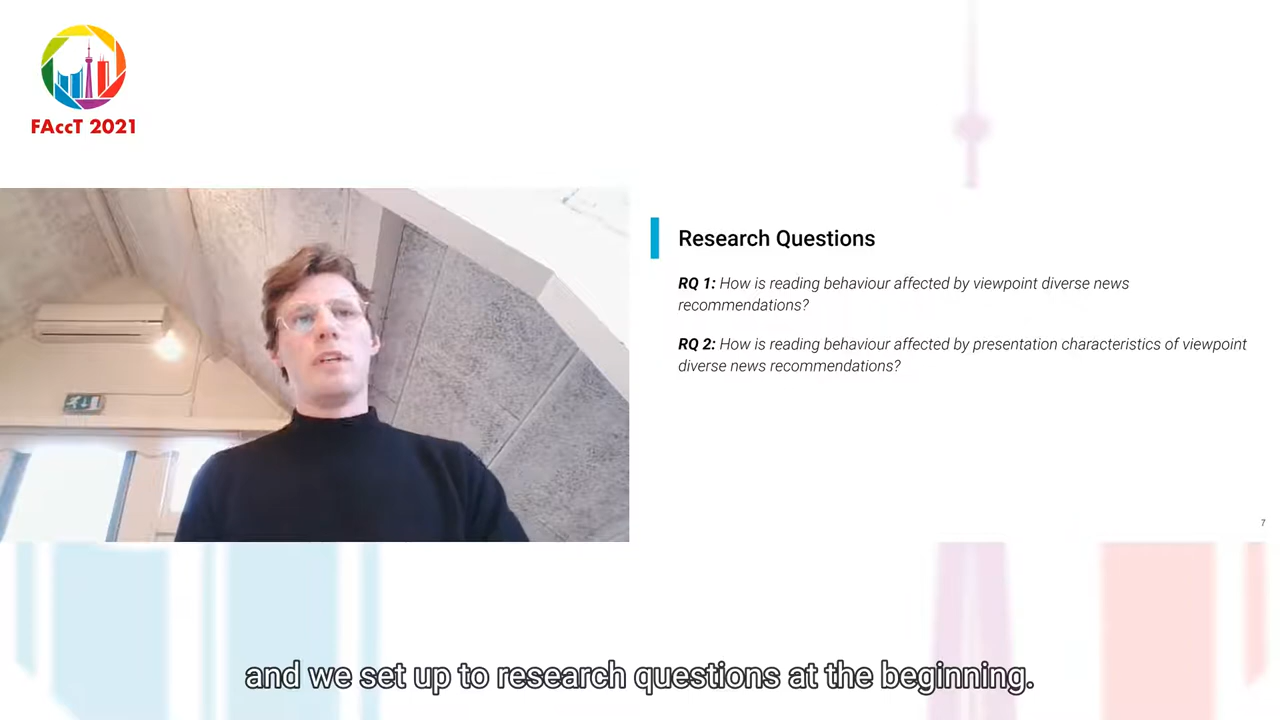 FAccT 2021
Research Questions
RQ 1: How is reading behaviour affected by viewpoint diverse news
recommendations?
RQ 2: How is reading behaviour affected by presentation characteristics of viewpoint
diverse news recommendations?
7
and we set up to research questions at the beginning.